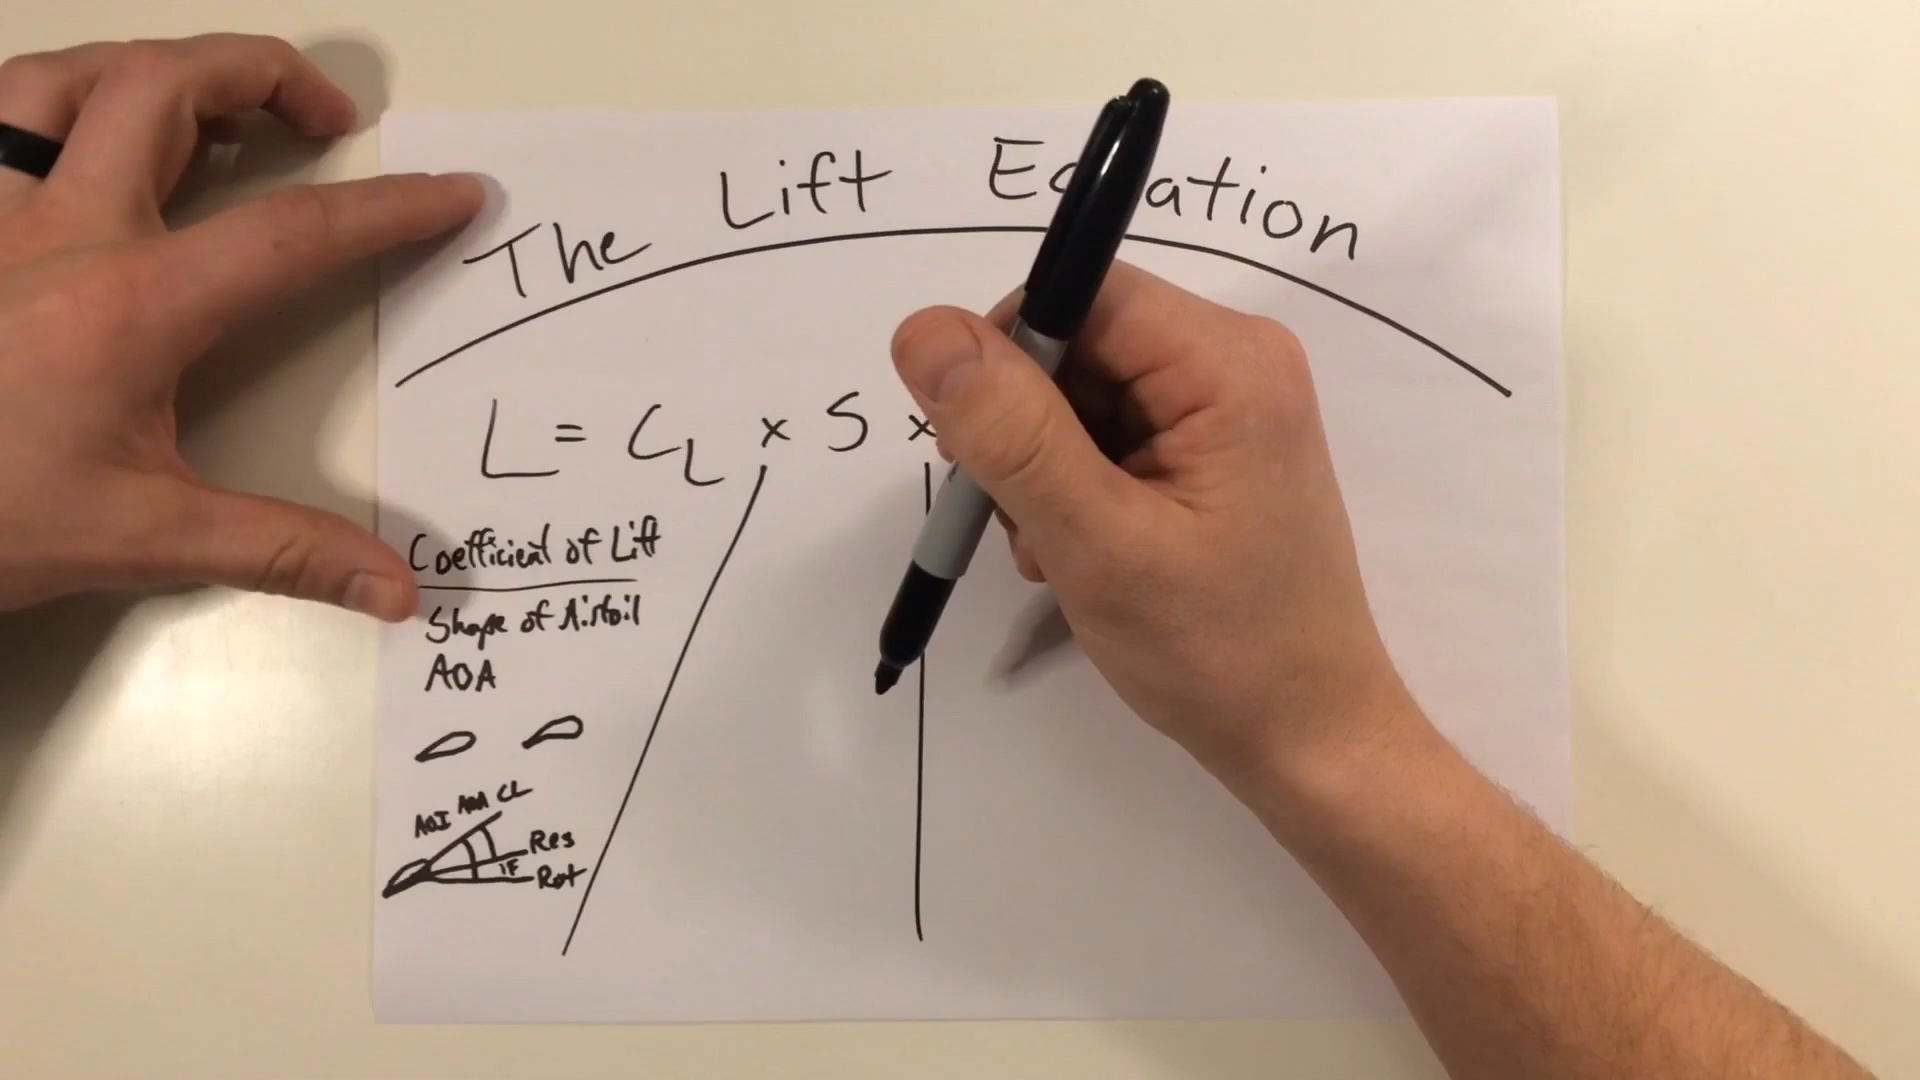 The Lift Eq ation
L = CL × S ×
Coefficient of Lift
Shape of Airfoil
AOA
AOI AOA CL
Res
IF
Rot